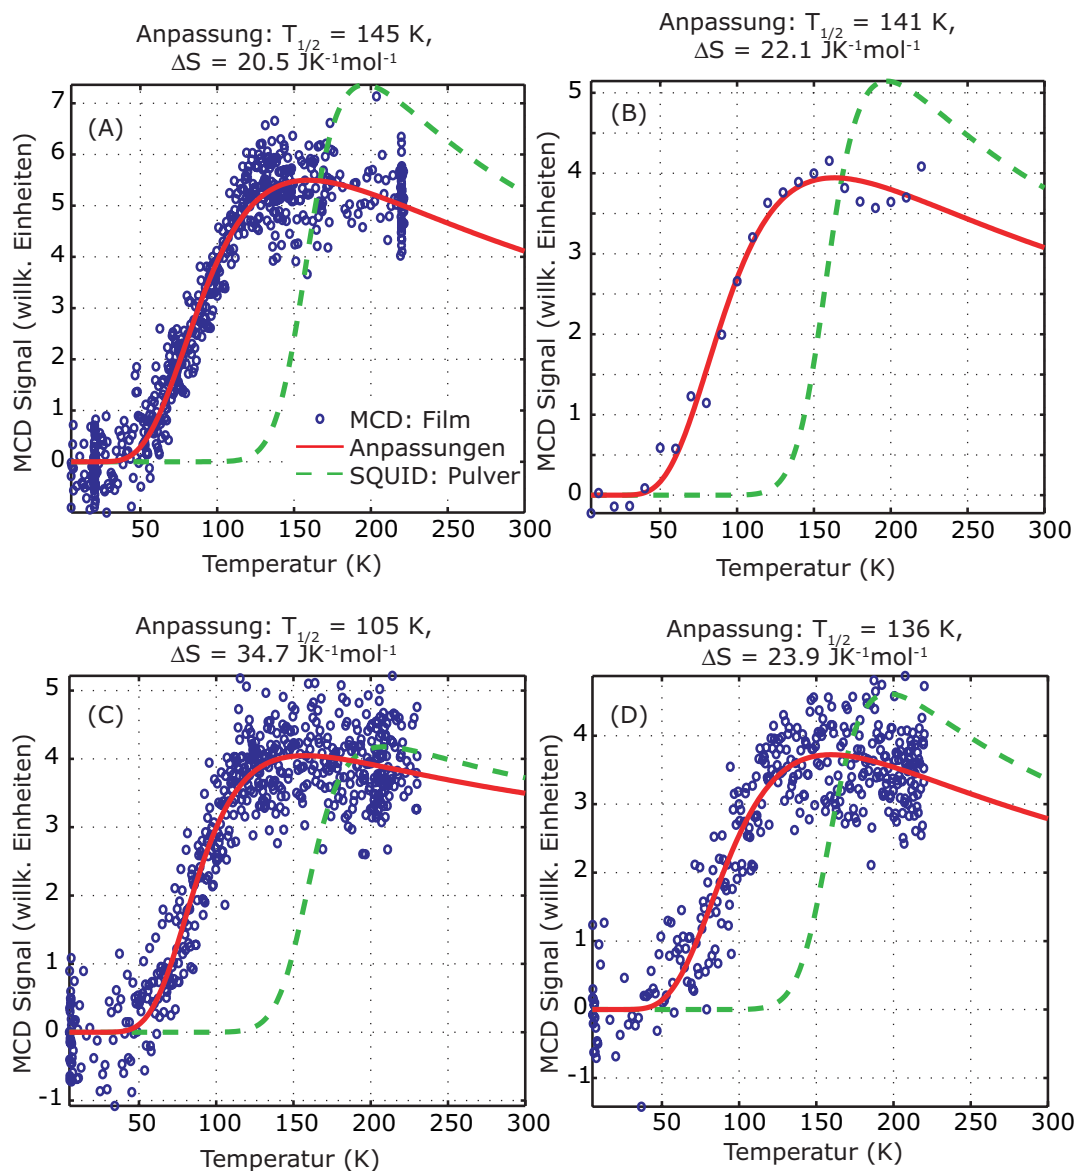 Anpassung: T1/2 = 145 K,
ΔS = 20.5 JK⁻¹mol⁻¹
(A)
MCD Signal (willk. Einheiten)
7
6
5
4
3
2
1
0
-1
MCD: Film
Anpassungen
SQUID: Pulver
50 100 150 200 250 300
Temperatur (K)
Anpassung: T1/2 = 141 K,
ΔS = 22.1 JK⁻¹mol⁻¹
(B)
MCD Signal (willk. Einheiten)
5
4
3
2
1
0
50 100 150 200 250 300
Temperatur (K)
Anpassung: T1/2 = 105 K,
ΔS = 34.7 JK⁻¹mol⁻¹
(C)
MCD Signal (willk. Einheiten)
5
4
3
2
1
0
-1
50 100 150 200 250 300
Temperatur (K)
Anpassung: T1/2 = 136 K,
ΔS = 23.9 JK⁻¹mol⁻¹
(D)
MCD Signal (willk. Einheiten)
4
3
2
1
0
-1
50 100 150 200 250 300
Temperatur (K)